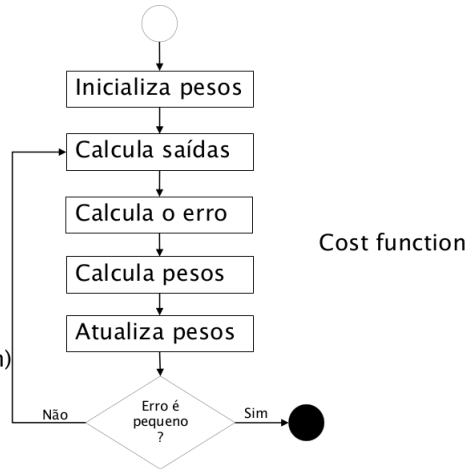 Inicializa pesos
Calcula saídas
Calcula o erro
Cost function
Calcula pesos
Atualiza pesos
)
Erro é
pequeno
?
Não
Sim